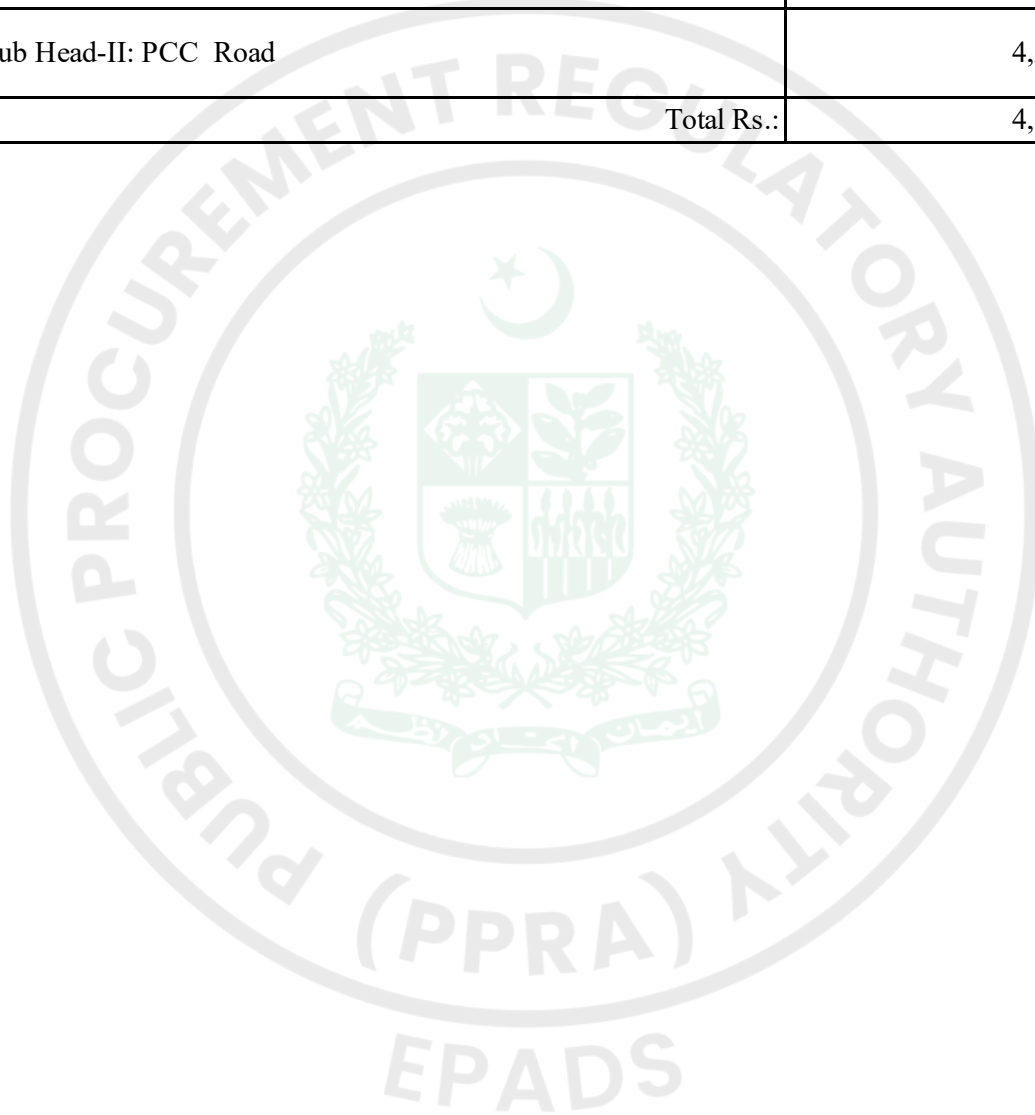 ub Head-II: PCC Road 4,
Total Rs.: 4,
PUBLIC PROCUREMENT REGULATORY AUTHORITY
(PPRA)
EPADS